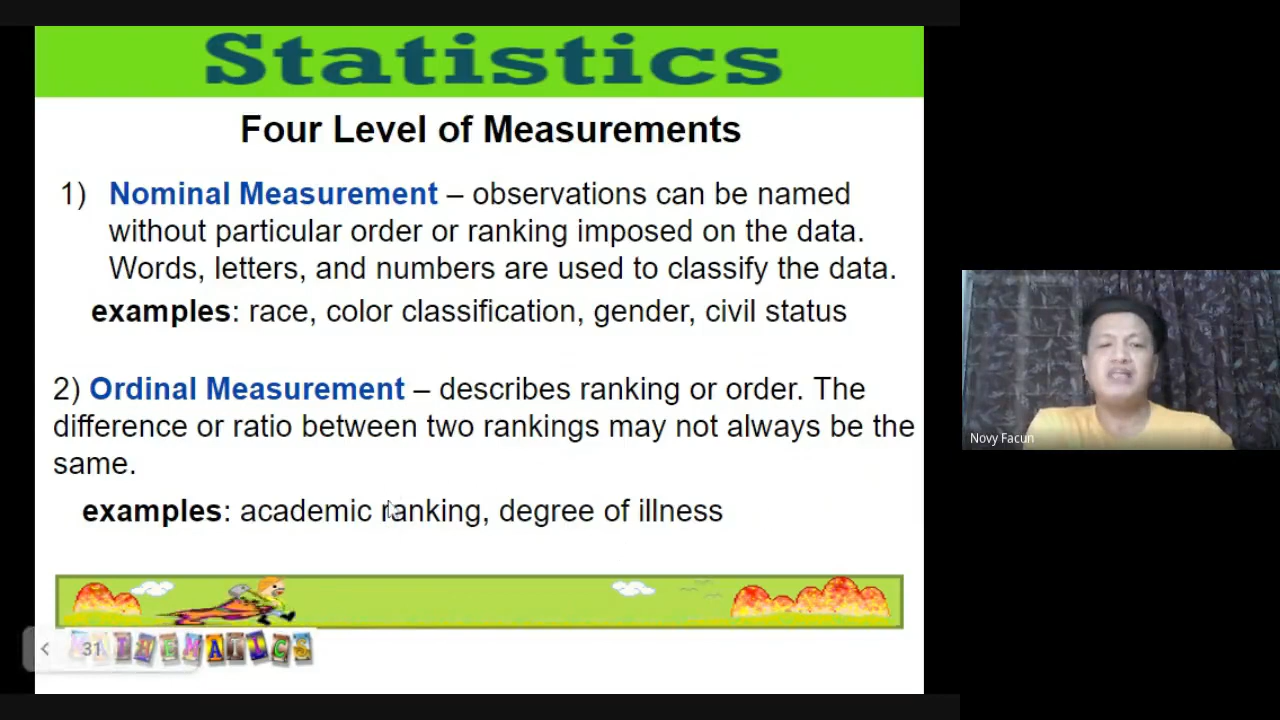 Statistics
Four Level of Measurements
1) Nominal Measurement – observations can be named
without particular order or ranking imposed on the data.
Words, letters, and numbers are used to classify the data.
examples: race, color classification, gender, civil status
2) Ordinal Measurement – describes ranking or order. The
difference or ratio between two rankings may not always be the
same.
examples: academic ranking, degree of illness
MATHEMATICS
31
Novy Facun